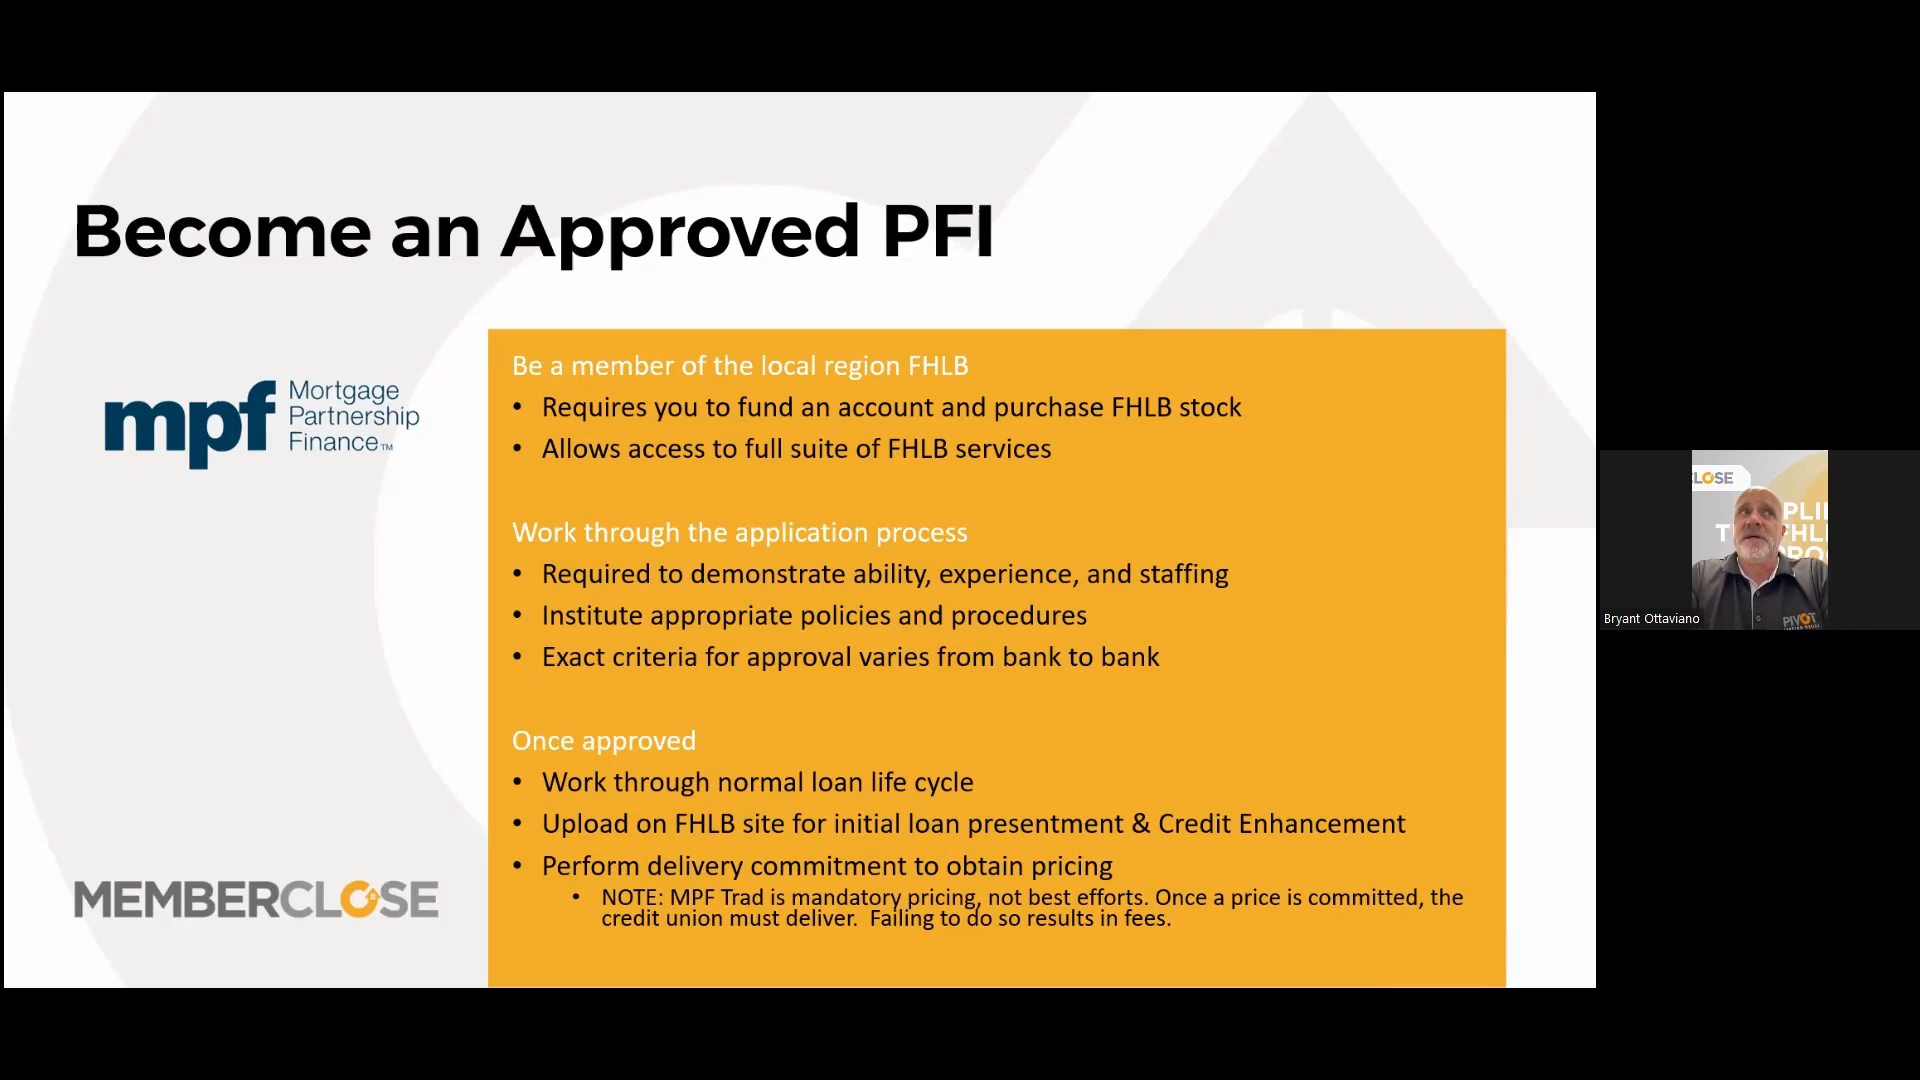 Become an Approved PFI
mpf Mortgage
Partnership
Finance™
Be a member of the local region FHLB
• Requires you to fund an account and purchase FHLB stock
• Allows access to full suite of FHLB services
Work through the application process
• Required to demonstrate ability, experience, and staffing
• Institute appropriate policies and procedures
• Exact criteria for approval varies from bank to bank
Once approved
• Work through normal loan life cycle
• Upload on FHLB site for initial loan presentment & Credit Enhancement
• Perform delivery commitment to obtain pricing
• NOTE: MPF Trad is mandatory pricing, not best efforts. Once a price is committed, the
credit union must deliver.  Failing to do so results in fees.
MEMBERCLOSE
Bryant Ottaviano
PIVOT